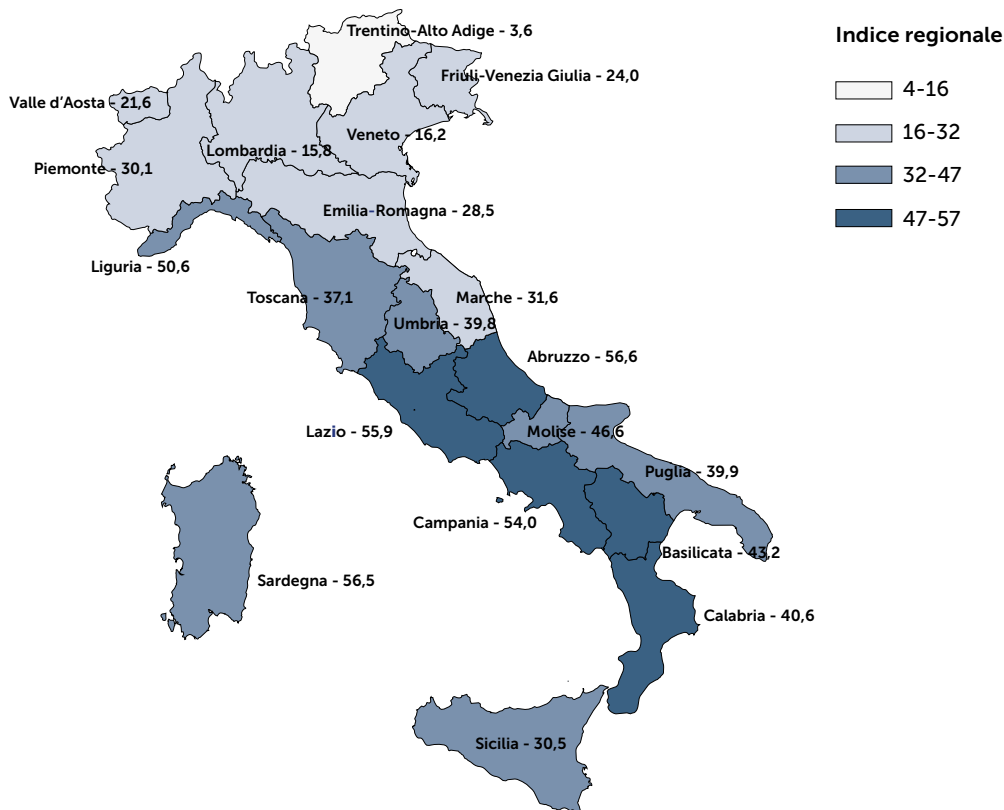 Trentino-Alto Adige - 3,6
Indice regionale
Friuli-Venezia Giulia - 24,0
4-16
Valle d'Aosta - 21,6
Veneto - 16,2
16-32
Lombardia - 15,8
Piemonte - 30,1
32-47
Emilia-Romagna - 28,5
47-57
Liguria - 50,6
Toscana - 37,1
Marche - 31,6
Umbria - 39,8
Abruzzo - 56,6
Lazio - 55,9
Molise - 46,6
Puglia - 39,9
Campania - 54,0
Basilicata - 43,2
Sardegna - 56,5
Calabria - 40,6
Sicilia - 30,5